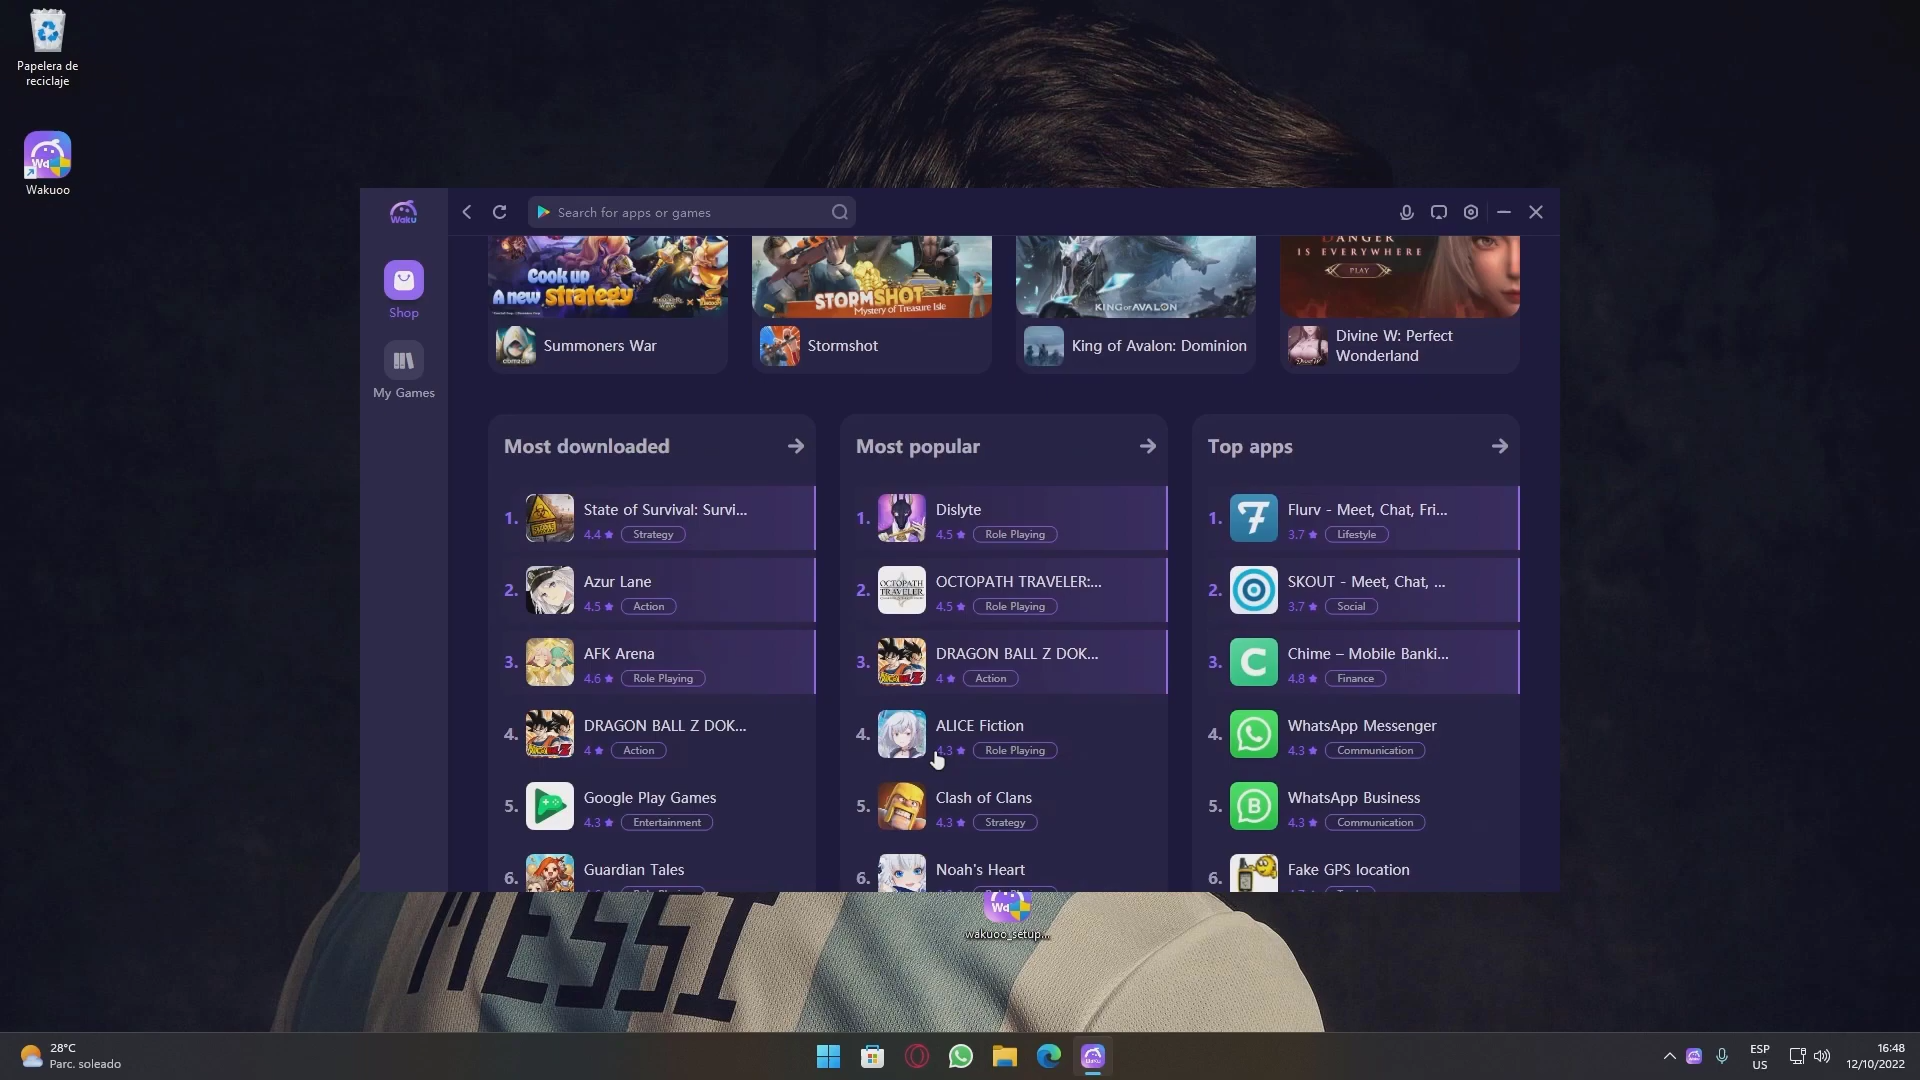 Papelera de
reciclaje
Wakuoo
Waku
Search for apps or games
Shop
My Games
Cook up
A new strategy
STORMSHOT
Mystery of Treasure Isle
KING OF AVALON
DANGER
IS EVERYWHERE
PLAY
Summoners War
Stormshot
King of Avalon: Dominion
Divine W: Perfect
Wonderland
Most downloaded
1.
State of Survival: Survi...
4.4 ★ Strategy
2.
Azur Lane
4.5 ★ Action
3.
AFK Arena
4.6 ★ Role Playing
4.
DRAGON BALL Z DOK...
4 ★ Action
5.
Google Play Games
4.3 ★ Entertainment
6.
Guardian Tales
Most popular
1.
Dislyte
4.5 ★ Role Playing
2.
OCTOPATH
TRAVELER
OCTOPATH TRAVELER:...
4.5 ★ Role Playing
3.
DRAGON BALL Z DOK...
4 ★ Action
4.
ALICE Fiction
4.3 ★ Role Playing
5.
Clash of Clans
4.3 ★ Strategy
6.
Noah's Heart
Top apps
1.
Flurv - Meet, Chat, Fri...
3.7 ★ Lifestyle
2.
SKOUT - Meet, Chat, ...
3.7 ★ Social
3.
Chime – Mobile Banki...
4.8 ★ Finance
4.
WhatsApp Messenger
4.3 ★ Communication
5.
WhatsApp Business
4.3 ★ Communication
6.
Fake GPS location
wakuoo_setup...
MESSI
28°C
Parc. soleado
ESP
US
16:48
12/10/2022